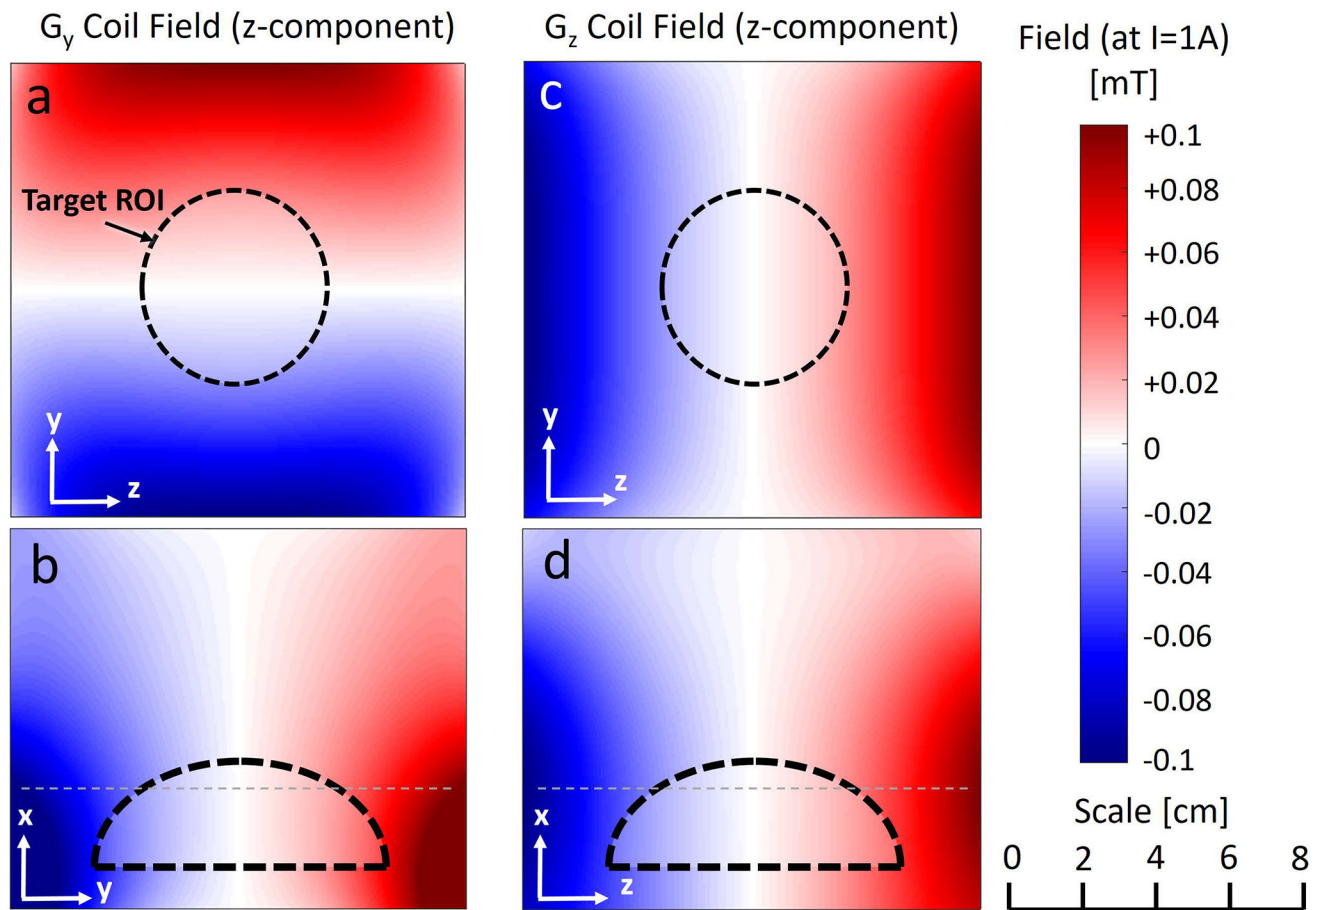 Gy Coil Field (z-component)
Gz Coil Field (z-component)
Field (at I=1A)
[mT]
a
Target ROI
y
z
c
y
z
+0.1
+0.08
+0.06
+0.04
+0.02
0
-0.02
-0.04
-0.06
-0.08
-0.1
b
x
y
d
x
z
Scale [cm]
0 2 4 6 8